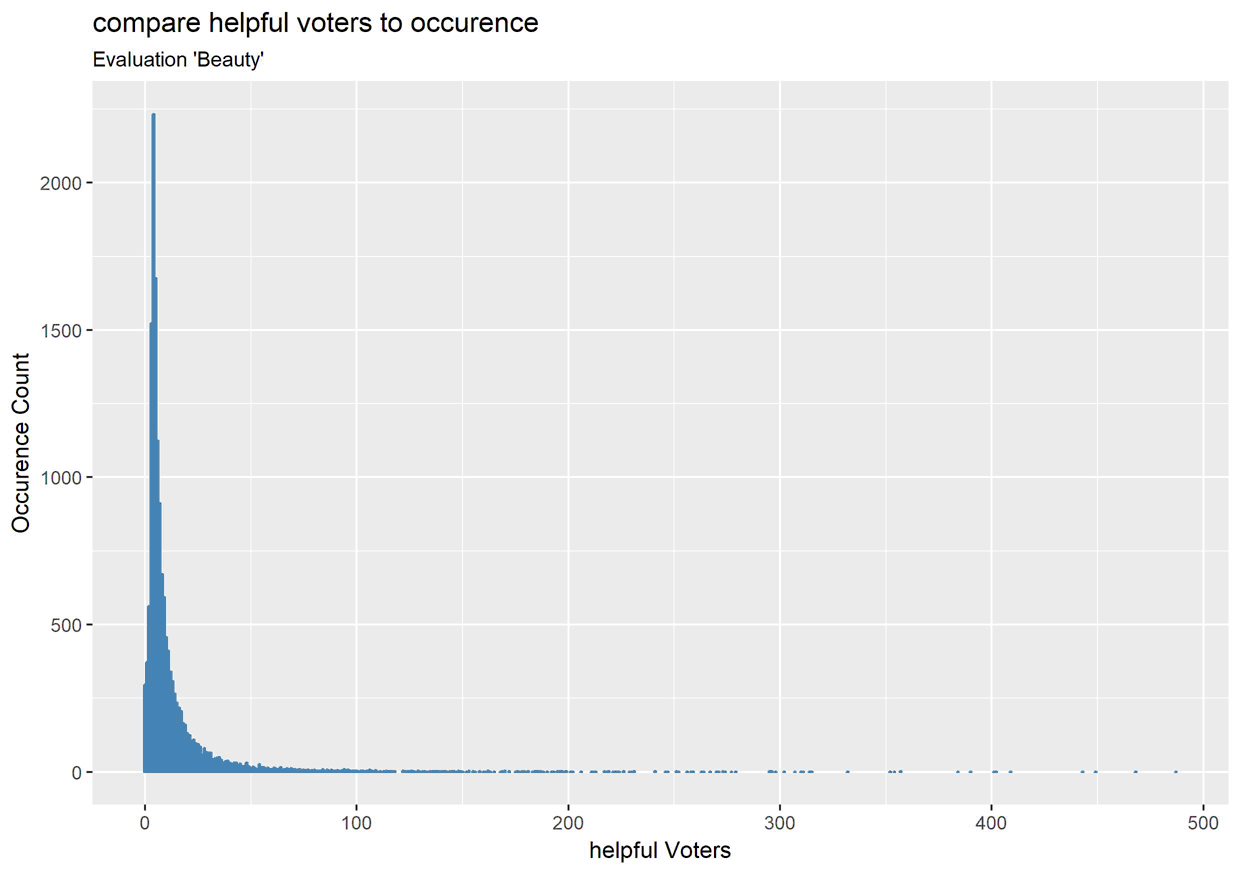 compare helpful voters to occurence
Evaluation 'Beauty'
Occurence Count
2000
1500
1000
500
0
0 100 200 300 400 500
helpful Voters